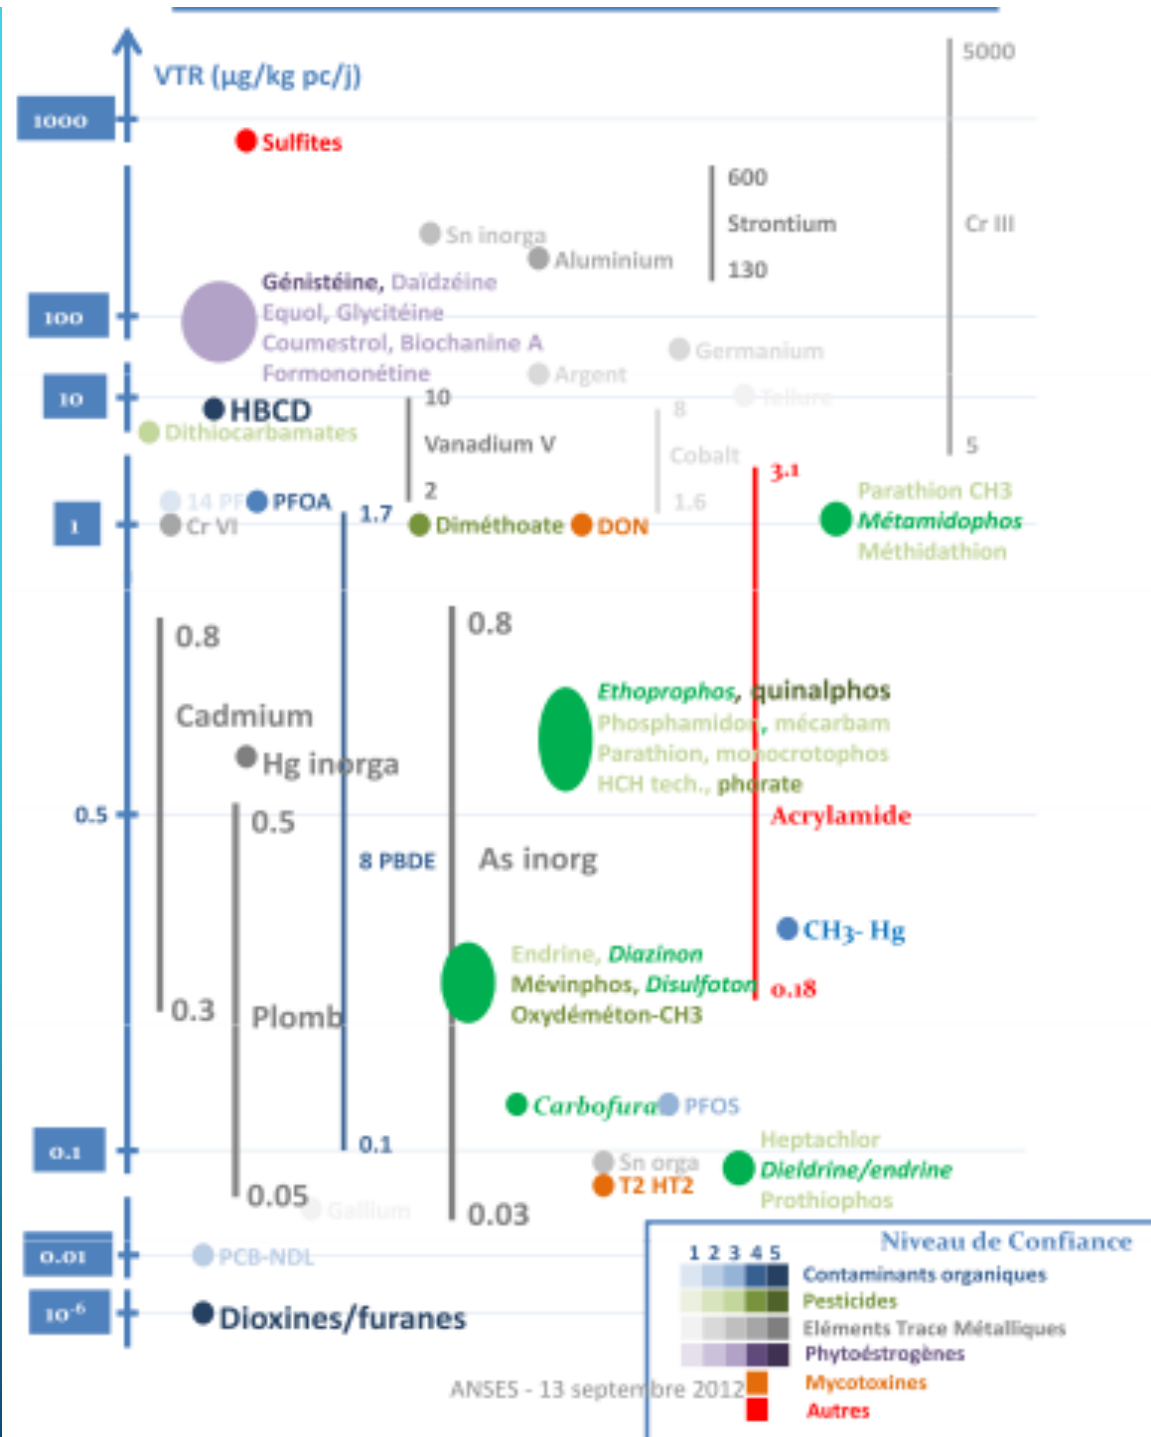 VTR (µg/kg pc/j)
5000
1000
Sulfites
600
Strontium
130
Cr III
Sn inorga
Aluminium
Génistéine, Daïdzéine
Equol, Glycitéine
Coumestrol, Biochanine A
Formononétine
100
Germanium
Argent
10
Tellure
HBCD
Dithiocarbamates
10
Vanadium V
2
8
Cobalt
1.6
5
3.1
14 PF
PFOA
1.7
Cr VI
1
Diméthoate
DON
Parathion CH3
Métamidophos
Méthidathion
0.8
Cadmium
0.3
0.8
As inorg
0.03
Hg inorga
Ethoprophos, quinalphos
Phosphamidon, mécarbam
Parathion, monocrotophos
HCH tech., phorate
0.5
0.5
Plomb
0.05
Acrylamide
8 PBDE
CH3- Hg
Endrine, Diazinon
Mévinphos, Disulfoton
Oxydéméton-CH3
0.18
Carbofura
PFOS
0.1
0.1
Sn orga
T2 HT2
Heptachlor
Dieldrine/endrine
Prothiophos
Gallium
0.01
PCB-NDL
10-6
Dioxines/furanes
Niveau de Confiance
1 2 3 4 5
Contaminants organiques
Pesticides
Eléments Trace Métalliques
Phytoéstrogènes
Mycotoxines
Autres
ANSES - 13 septembre 2012